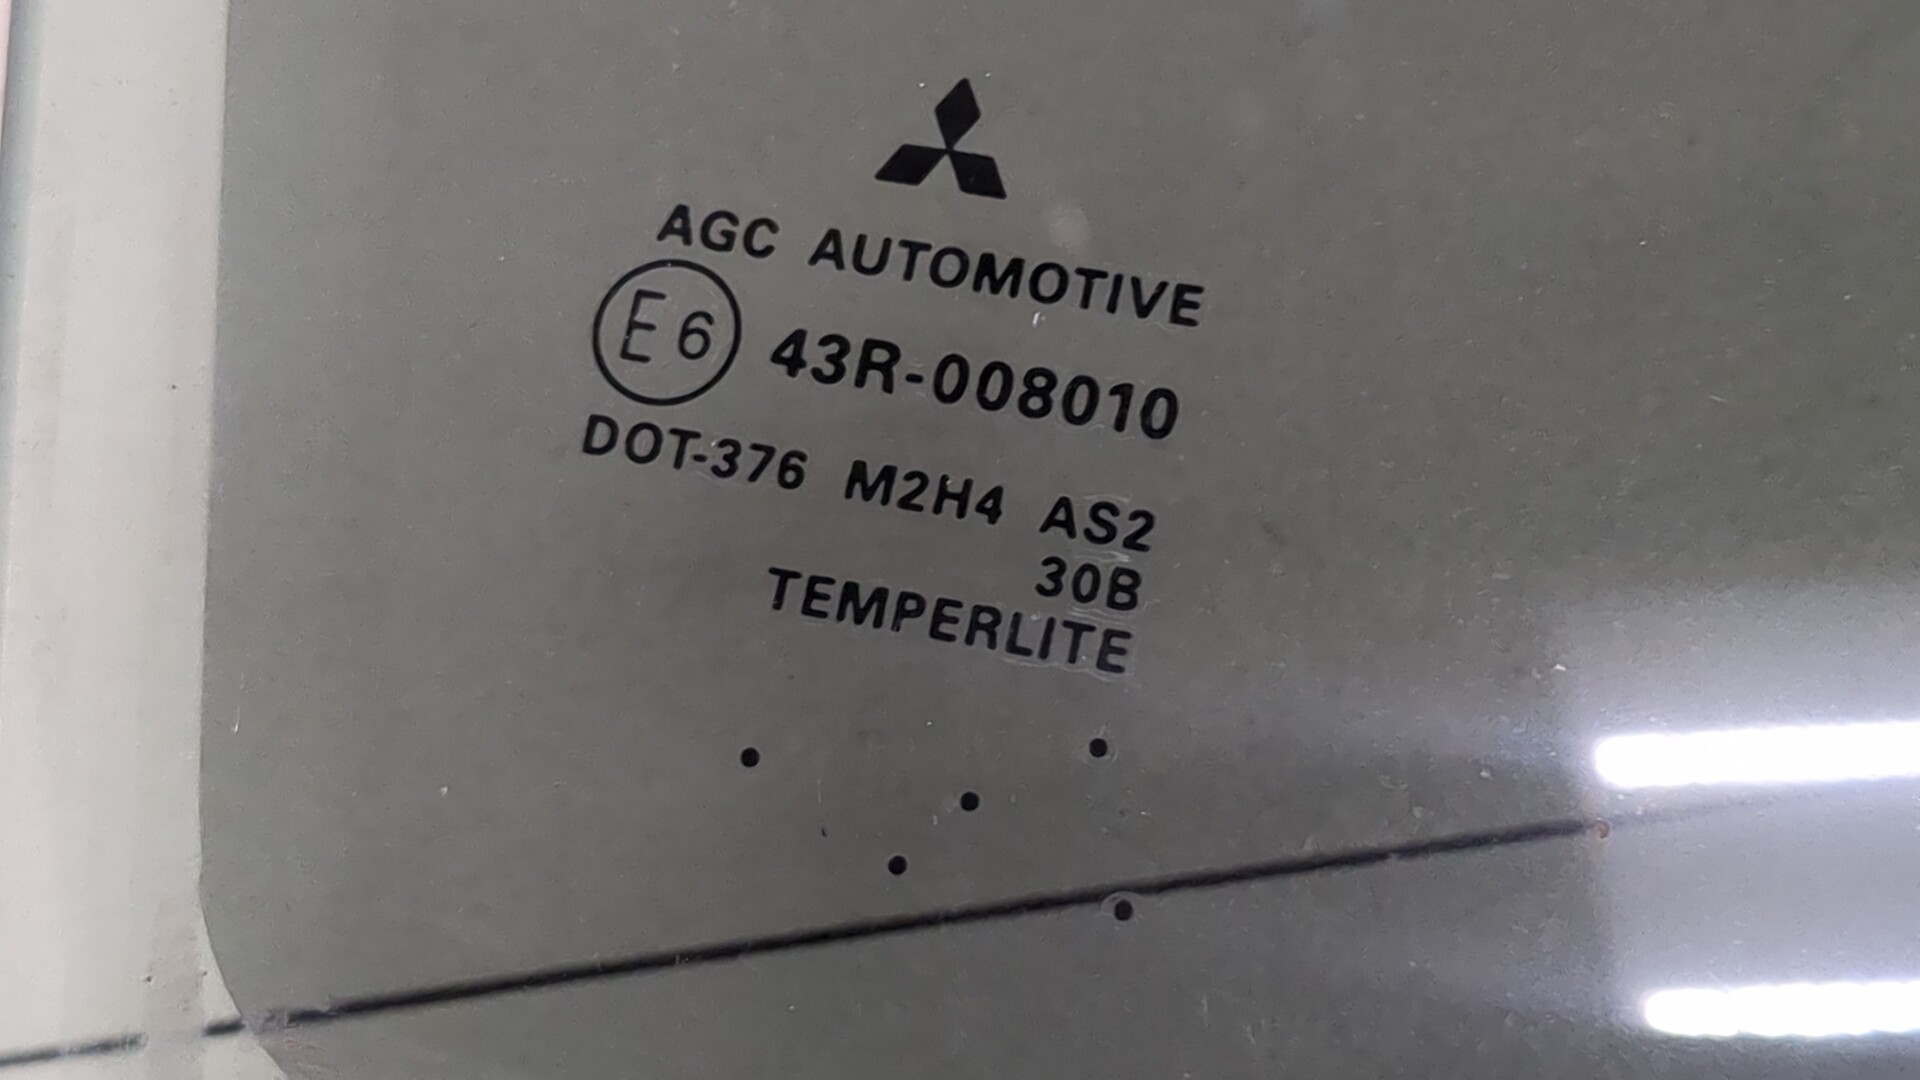 AGC AUTOMOTIVE
E6 43R-008010
DOT-376 M2H4 AS2
30B
TEMPERLITE